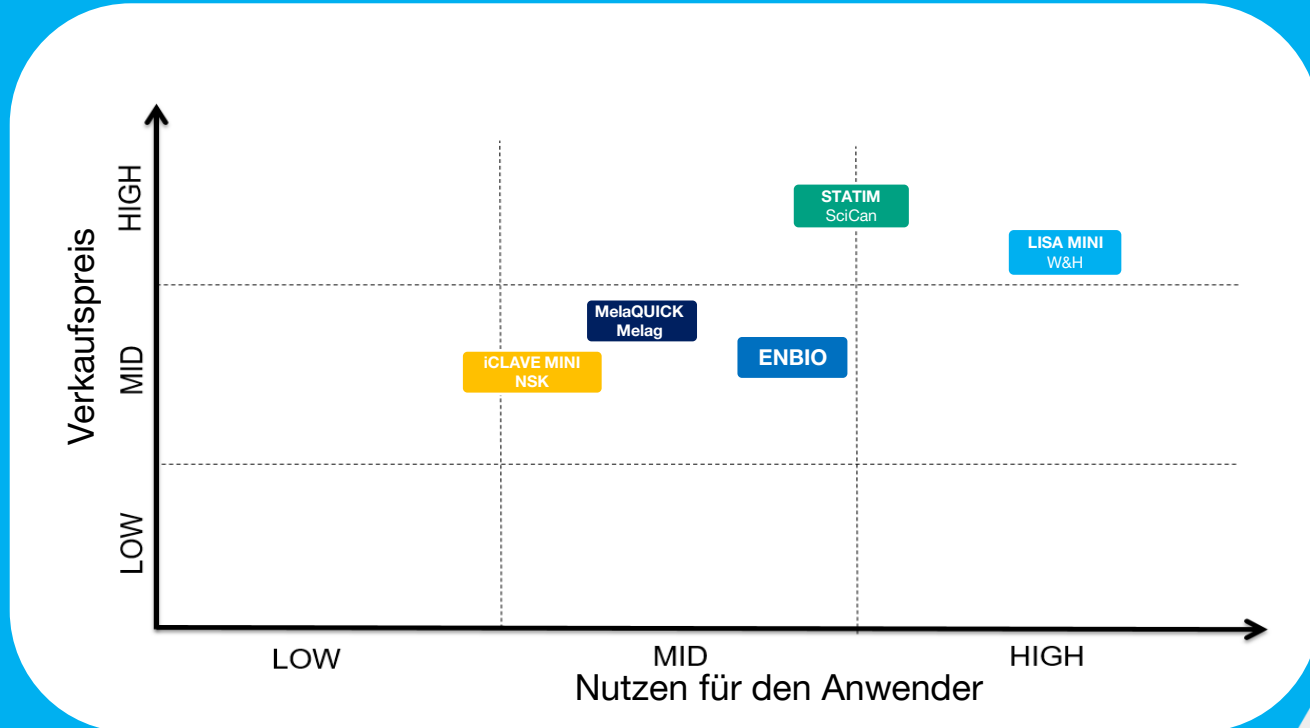 HIGH
MID
LOW
Verkaufspreis
STATIM
SciCan
LISA MINI
W&H
MelaQUICK
Melag
ENBIO
iCLAVE MINI
NSK
LOW
MID
HIGH
Nutzen für den Anwender